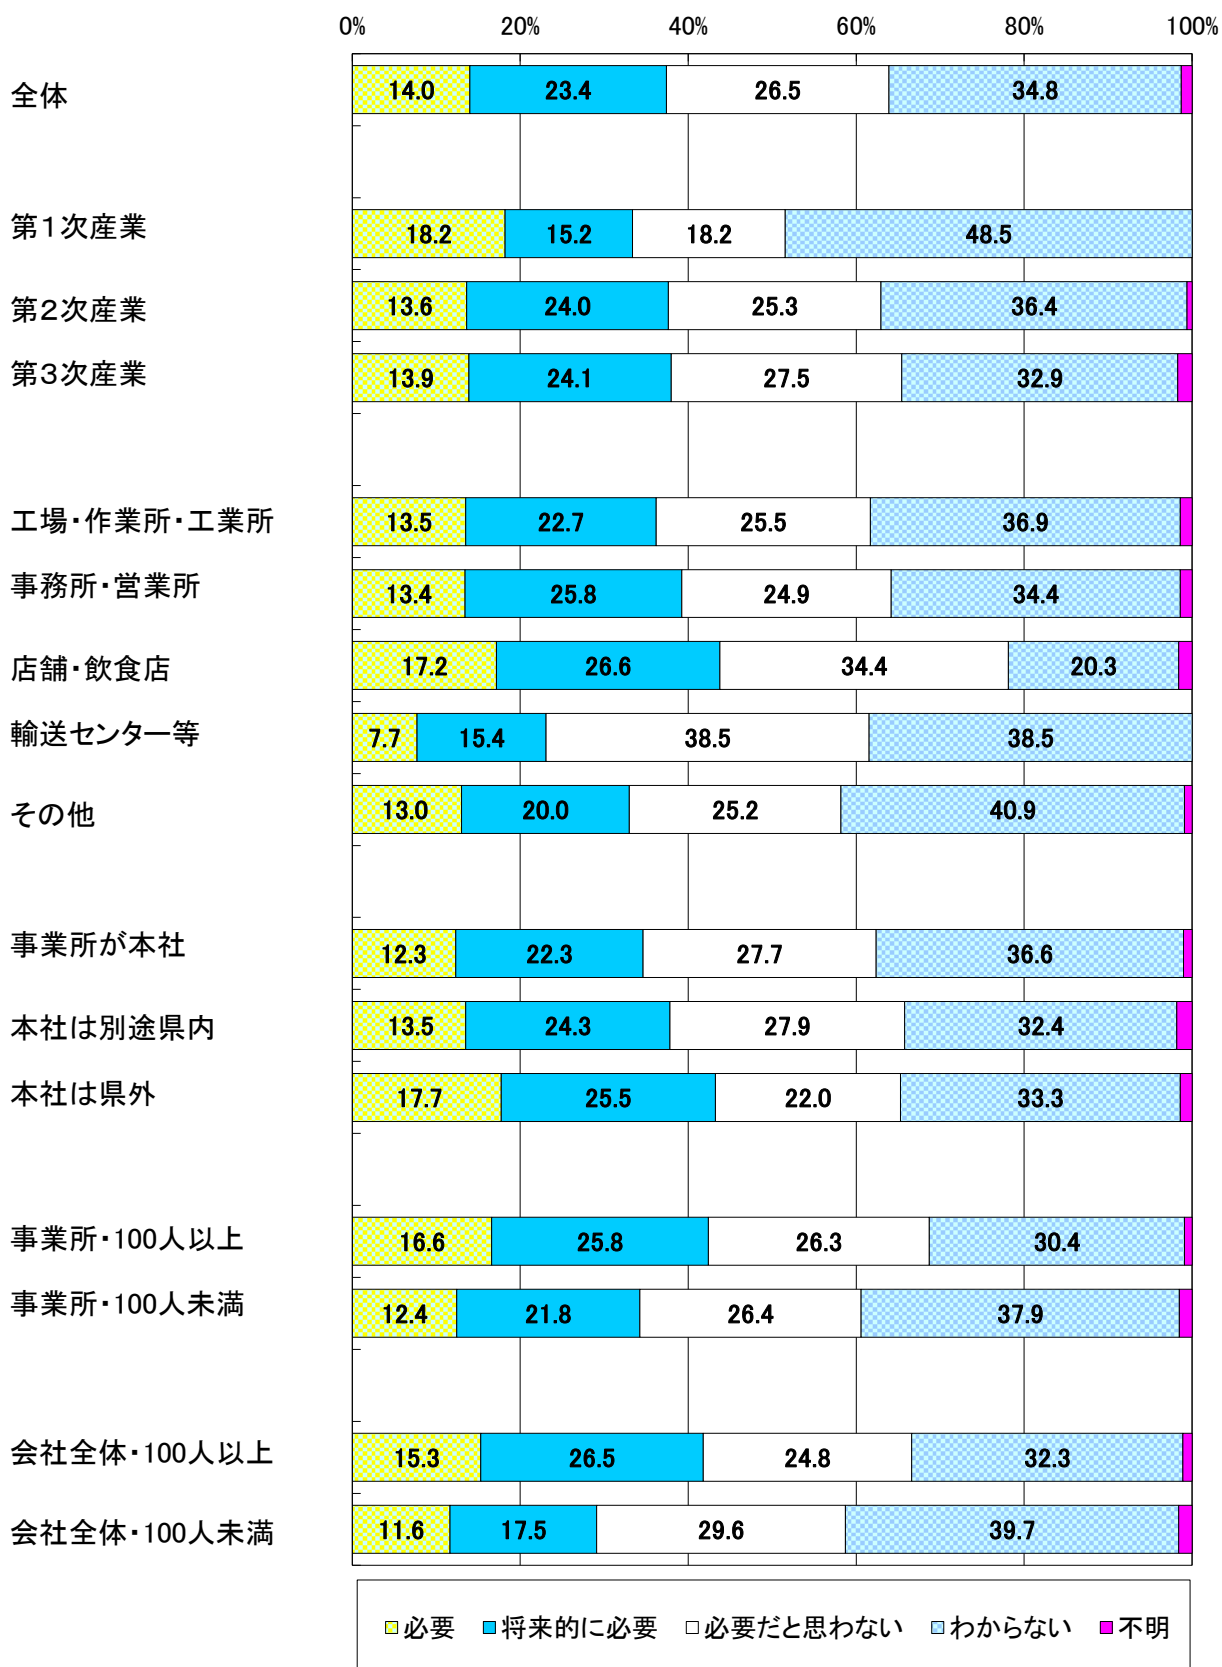 0% 20% 40% 60% 80% 100%
全体 14.0 23.4 26.5 34.8
第1次産業 18.2 15.2 18.2 48.5
第2次産業 13.6 24.0 25.3 36.4
第3次産業 13.9 24.1 27.5 32.9
工場・作業所・工業所 13.5 22.7 25.5 36.9
事務所・営業所 13.4 25.8 24.9 34.4
店舗・飲食店 17.2 26.6 34.4 20.3
輸送センター等 7.7 15.4 38.5 38.5
その他 13.0 20.0 25.2 40.9
事業所が本社 12.3 22.3 27.7 36.6
本社は別途県内 13.5 24.3 27.9 32.4
本社は県外 17.7 25.5 22.0 33.3
事業所・100人以上 16.6 25.8 26.3 30.4
事業所・100人未満 12.4 21.8 26.4 37.9
会社全体・100人以上 15.3 26.5 24.8 32.3
会社全体・100人未満 11.6 17.5 29.6 39.7
必要 将来的に必要 必要だと思わない わからない 不明